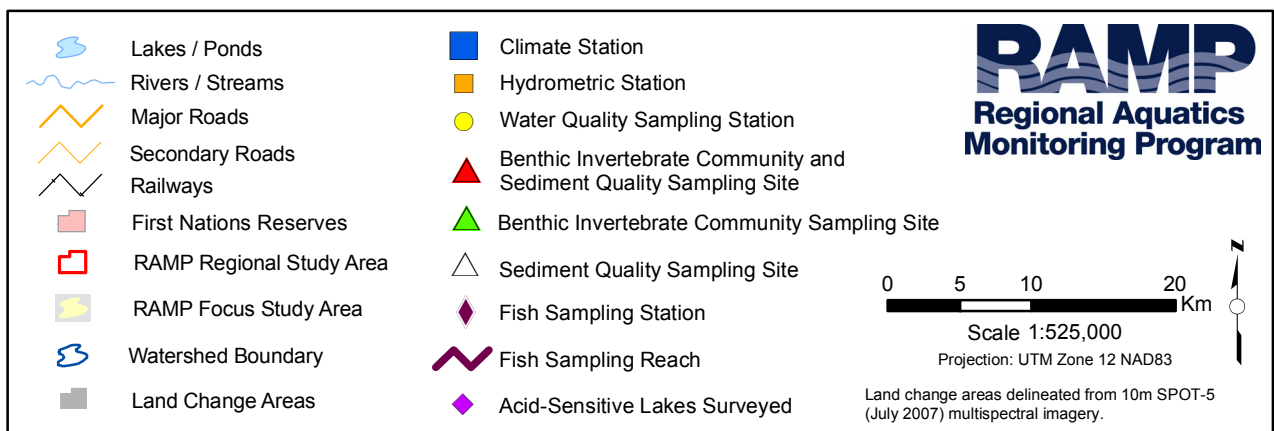 Lakes / Ponds
Rivers / Streams
Major Roads
Secondary Roads
Railways
First Nations Reserves
RAMP Regional Study Area
RAMP Focus Study Area
Watershed Boundary
Land Change Areas
Climate Station
Hydrometric Station
Water Quality Sampling Station
Benthic Invertebrate Community and
Sediment Quality Sampling Site
Benthic Invertebrate Community Sampling Site
Sediment Quality Sampling Site
Fish Sampling Station
Fish Sampling Reach
Acid-Sensitive Lakes Surveyed
RAMP
Regional Aquatics
Monitoring Program
N
0 5 10 20
Km
Scale 1:525,000
Projection: UTM Zone 12 NAD83
Land change areas delineated from 10m SPOT-5
(July 2007) multispectral imagery.